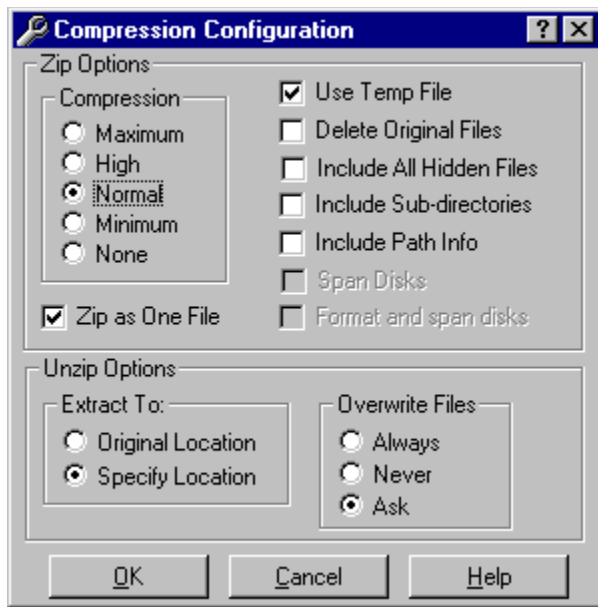 Compression Configuration
Zip Options
Compression
Maximum
High
Normal
Minimum
None
Zip as One File
Use Temp File
Delete Original Files
Include All Hidden Files
Include Sub-directories
Include Path Info
Span Disks
Format and span disks
Unzip Options
Extract To:
Original Location
Specify Location
Overwrite Files
Always
Never
Ask
OK
Cancel
Help